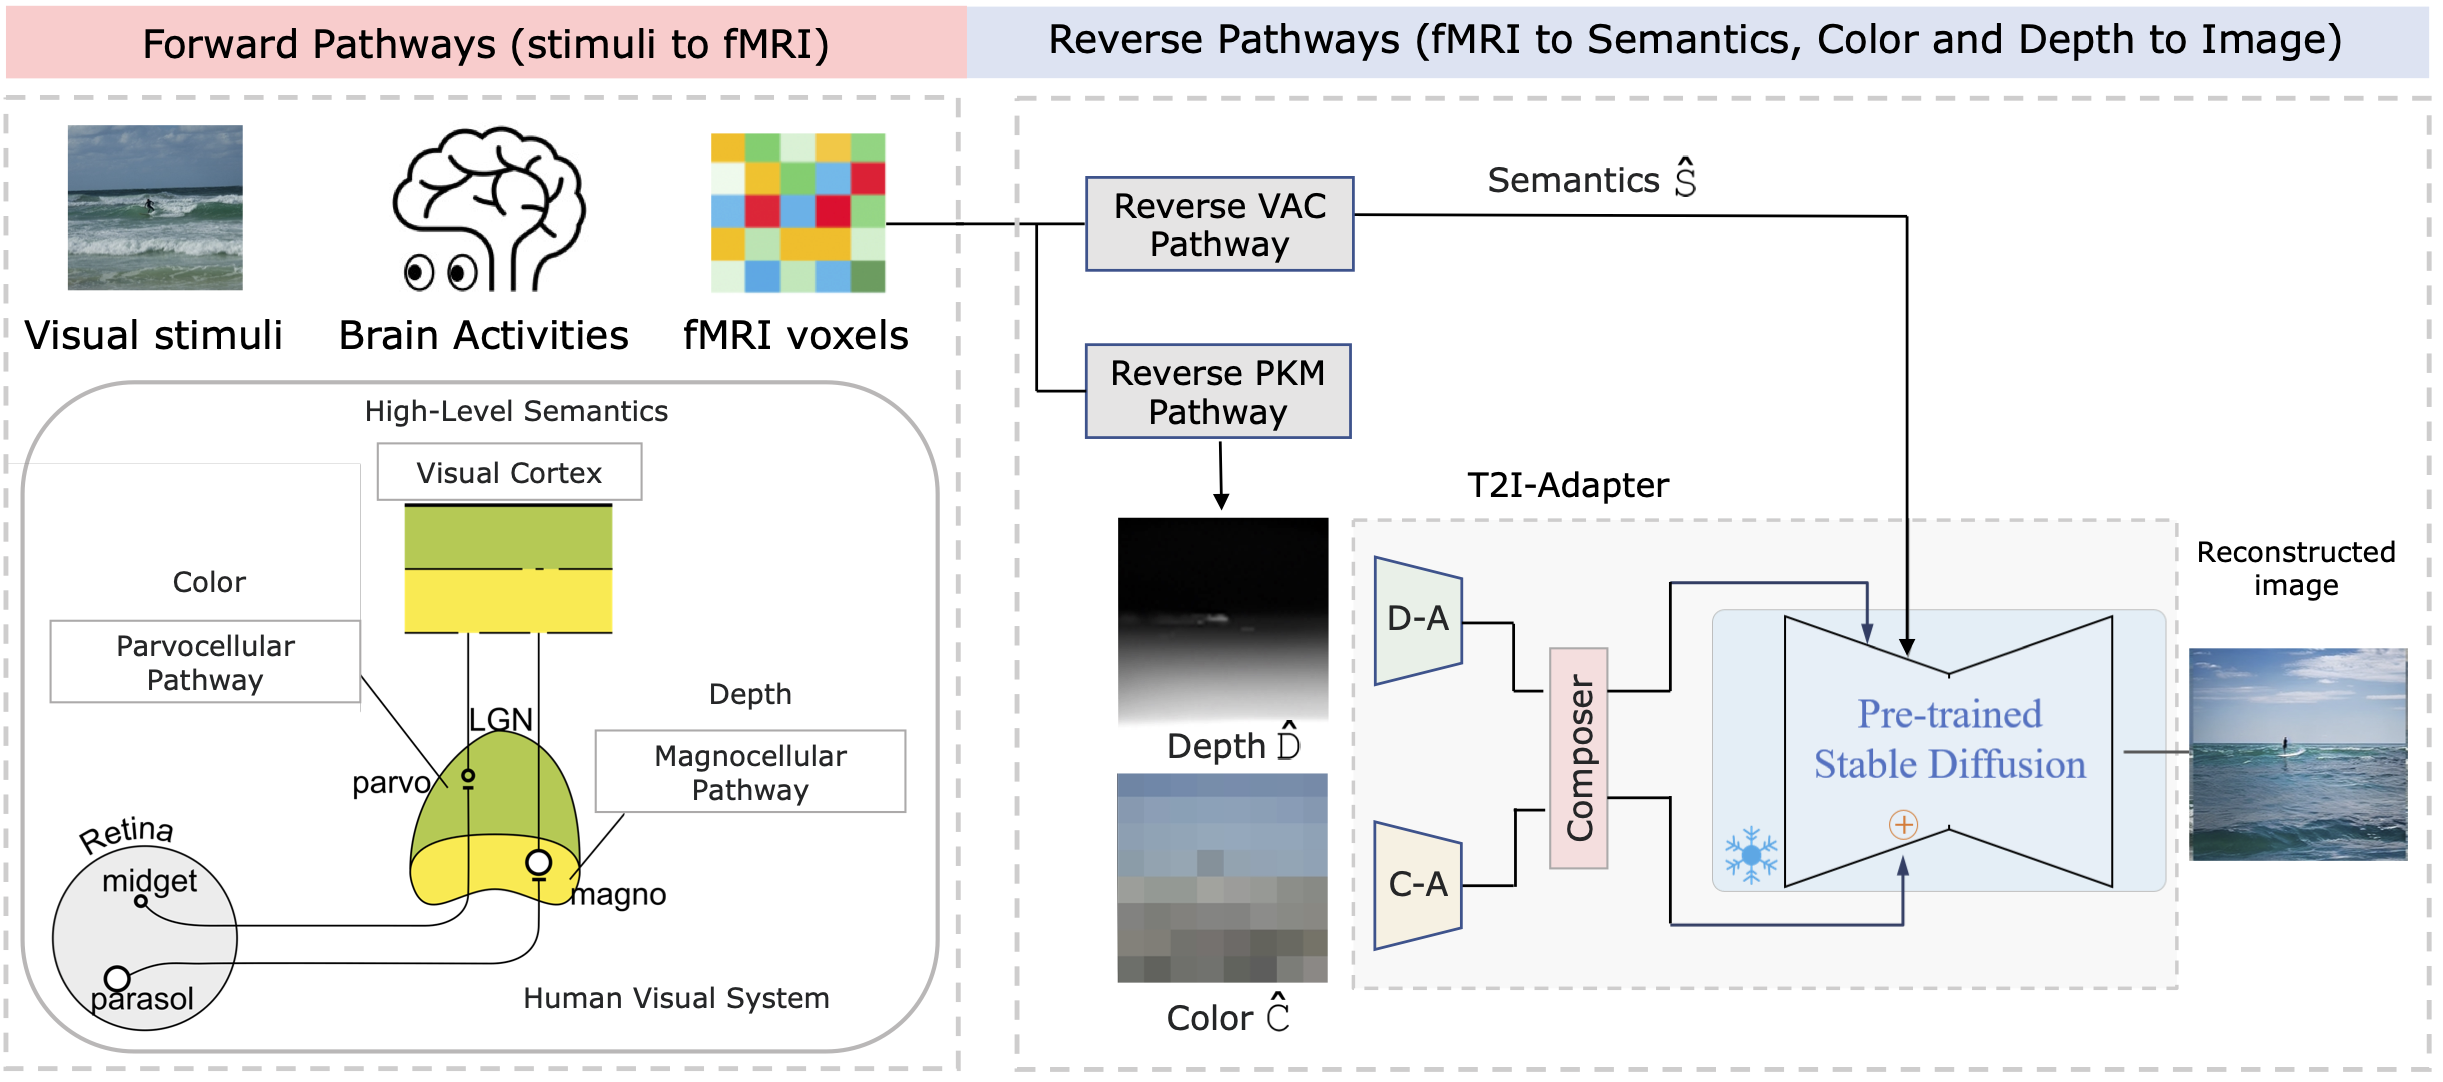 Forward Pathways (stimuli to fMRI)
Reverse Pathways (fMRI to Semantics, Color and Depth to Image)
Visual stimuli
Brain Activities
fMRI voxels
High-Level Semantics
Visual Cortex
Color
Parvocellular
Pathway
Depth
Magnocellular
Pathway
LGN
parvo
magno
Retina
midget
parasol
Human Visual System
Reverse VAC
Pathway
Semantics Ŝ
Reverse PKM
Pathway
Depth D̂
Color Ĉ
T2I-Adapter
D-A
C-A
Composer
Pre-trained
Stable Diffusion
Reconstructed
image